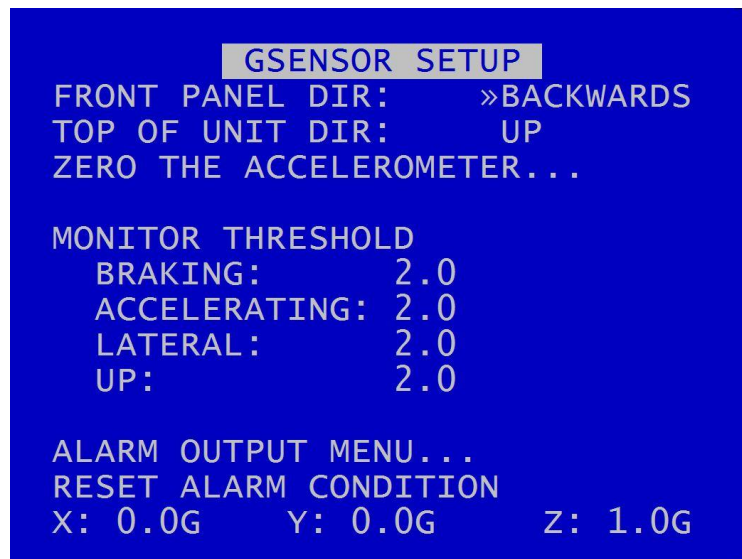 GSENSOR SETUP
FRONT PANEL DIR: »BACKWARDS
TOP OF UNIT DIR: UP
ZERO THE ACCELEROMETER...
MONITOR THRESHOLD
BRAKING: 2.0
ACCELERATING: 2.0
LATERAL: 2.0
UP: 2.0
ALARM OUTPUT MENU...
RESET ALARM CONDITION
X: 0.0G Y: 0.0G Z: 1.0G